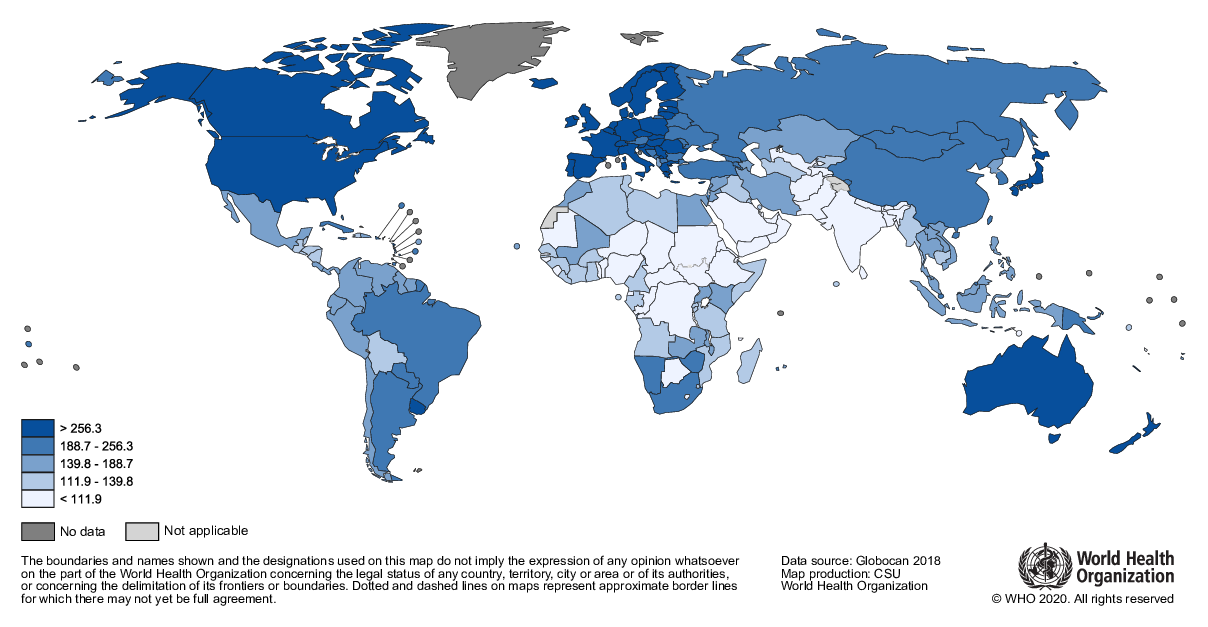 > 256.3
188.7 - 256.3
139.8 - 188.7
111.9 - 139.8
< 111.9
No data
Not applicable
The boundaries and names shown and the designations used on this map do not imply the expression of any opinion whatsoever
on the part of the World Health Organization concerning the legal status of any country, territory, city or area or of its authorities,
or concerning the delimitation of its frontiers or boundaries. Dotted and dashed lines on maps represent approximate border lines
for which there may not yet be full agreement.
Data source: Globocan 2018
Map production: CSU
World Health Organization
World Health
Organization
© WHO 2020. All rights reserved